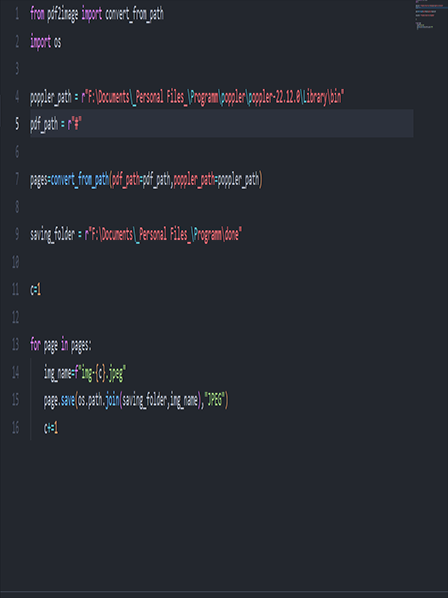 1 from pdf2image import convert_from_path
2 import os
3
4 poppler_path = r"F:\Documents\_Personal Files_\Programm\poppler\poppler-22.12.0\Library\bin"
5 pdf_path = r"#"
6
7 pages=convert_from_path(pdf_path=pdf_path,poppler_path=poppler_path)
8
9 saving_folder = r"F:\Documents\_Personal Files_\Programm\done"
10
11 c=1
12
13 for page in pages:
14     img_name=f"img-{c}.jpeg"
15     page.save(os.path.join(saving_folder,img_name),"JPEG")
16     c+=1